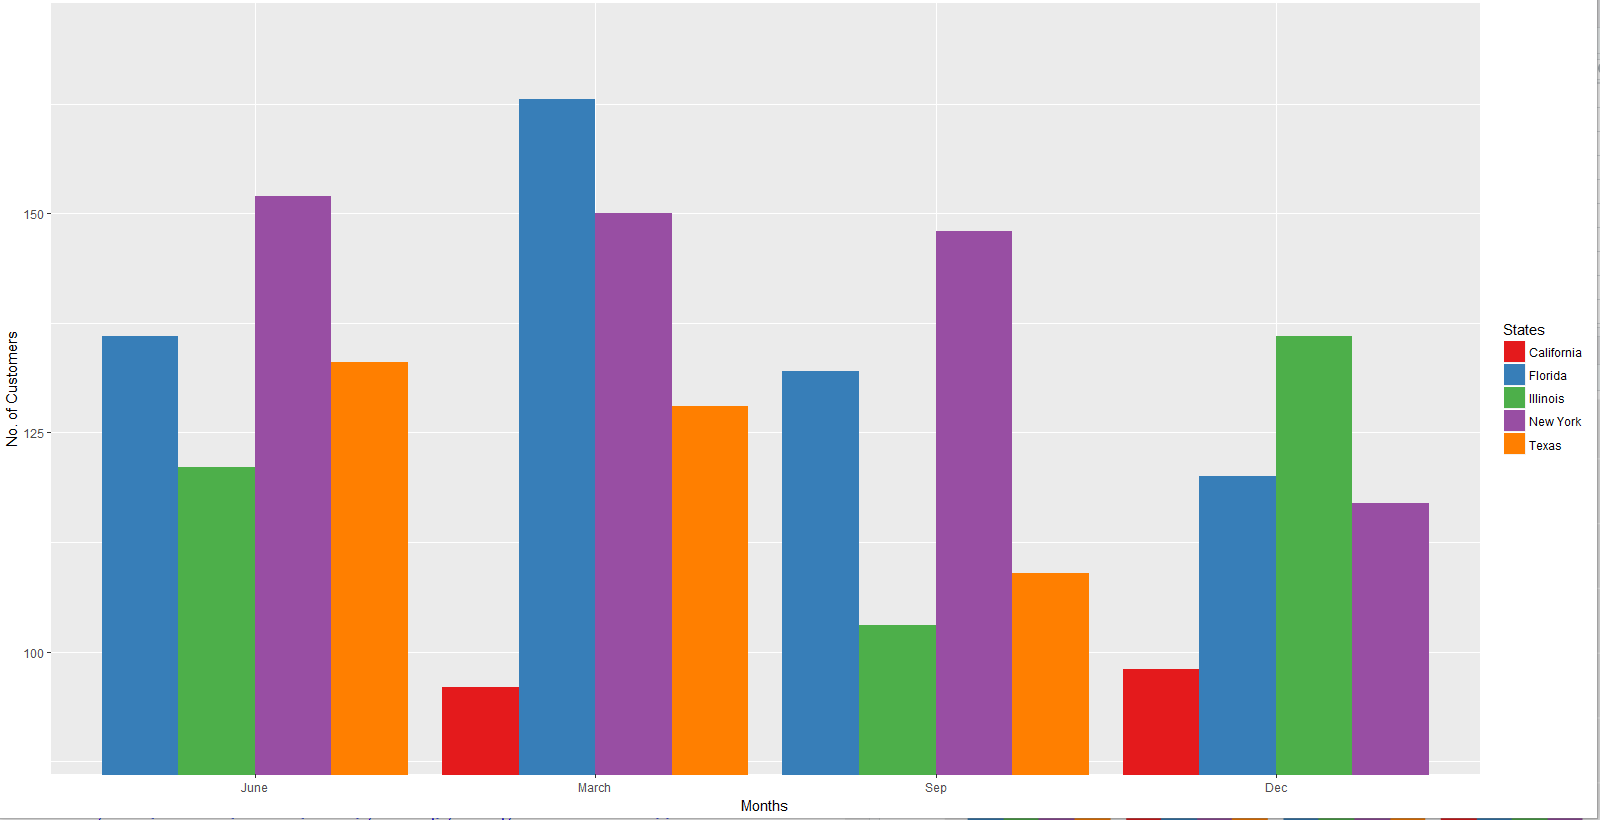 150
125
100
No. of Customers
June
March
Sep
Dec
Months
States
California
Florida
Illinois
New York
Texas